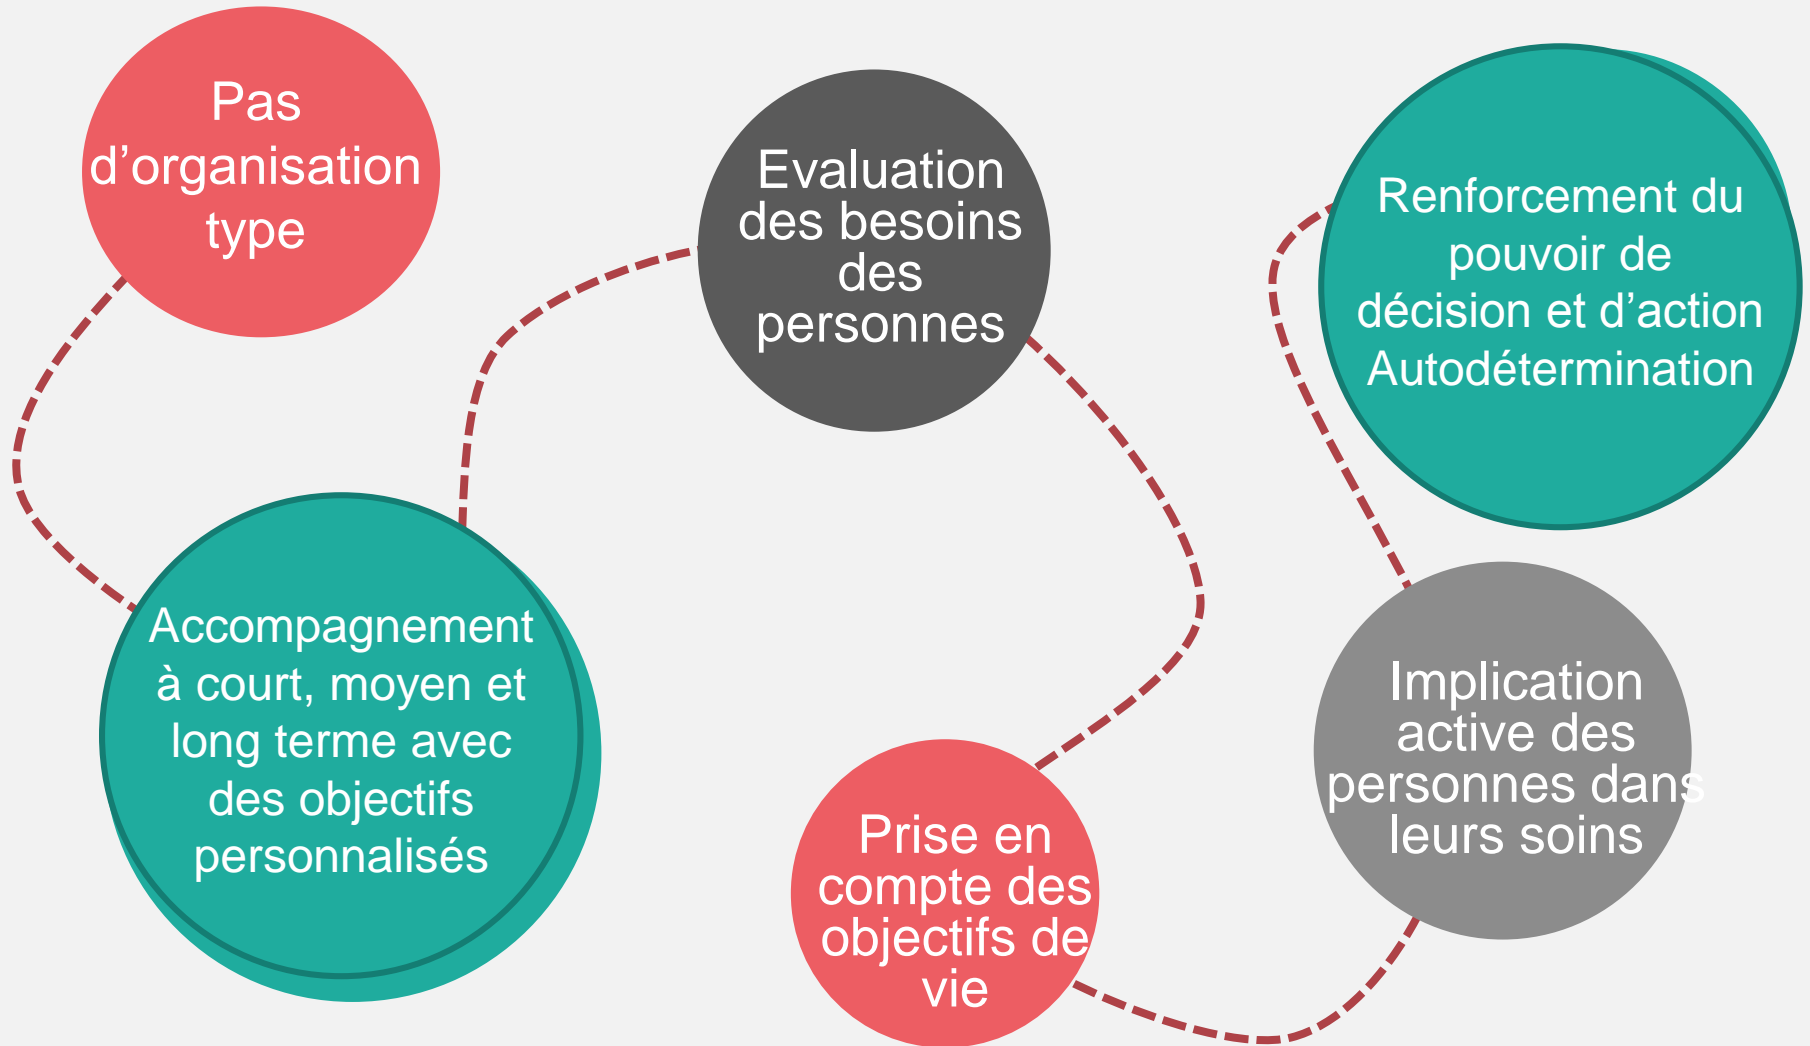 Pas
d’organisation
type
Accompagnement
à court, moyen et
long terme avec
des objectifs
personnalisés
Evaluation
des besoins
des
personnes
Prise en
compte des
objectifs de
vie
Implication
active des
personnes dans
leurs soins
Renforcement du
pouvoir de
décision et d’action
Autodétermination